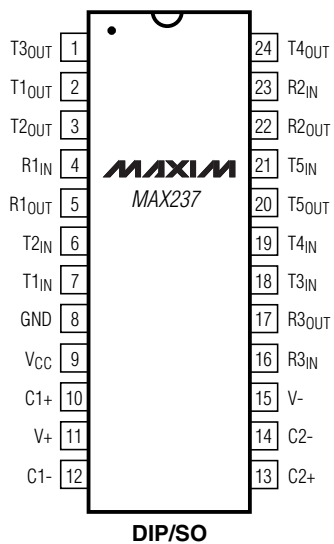 T3OUT 1 24 T4OUT
T1OUT 2 23 R2IN
T2OUT 3 22 R2OUT
R1IN 4 MAXIM 21 T5IN
R1OUT 5 MAX237 20 T5OUT
T2IN 6 19 T4IN
T1IN 7 18 T3IN
GND 8 17 R3OUT
VCC 9 16 R3IN
C1+ 10 15 V-
V+ 11 14 C2-
C1- 12 13 C2+
DIP/SO